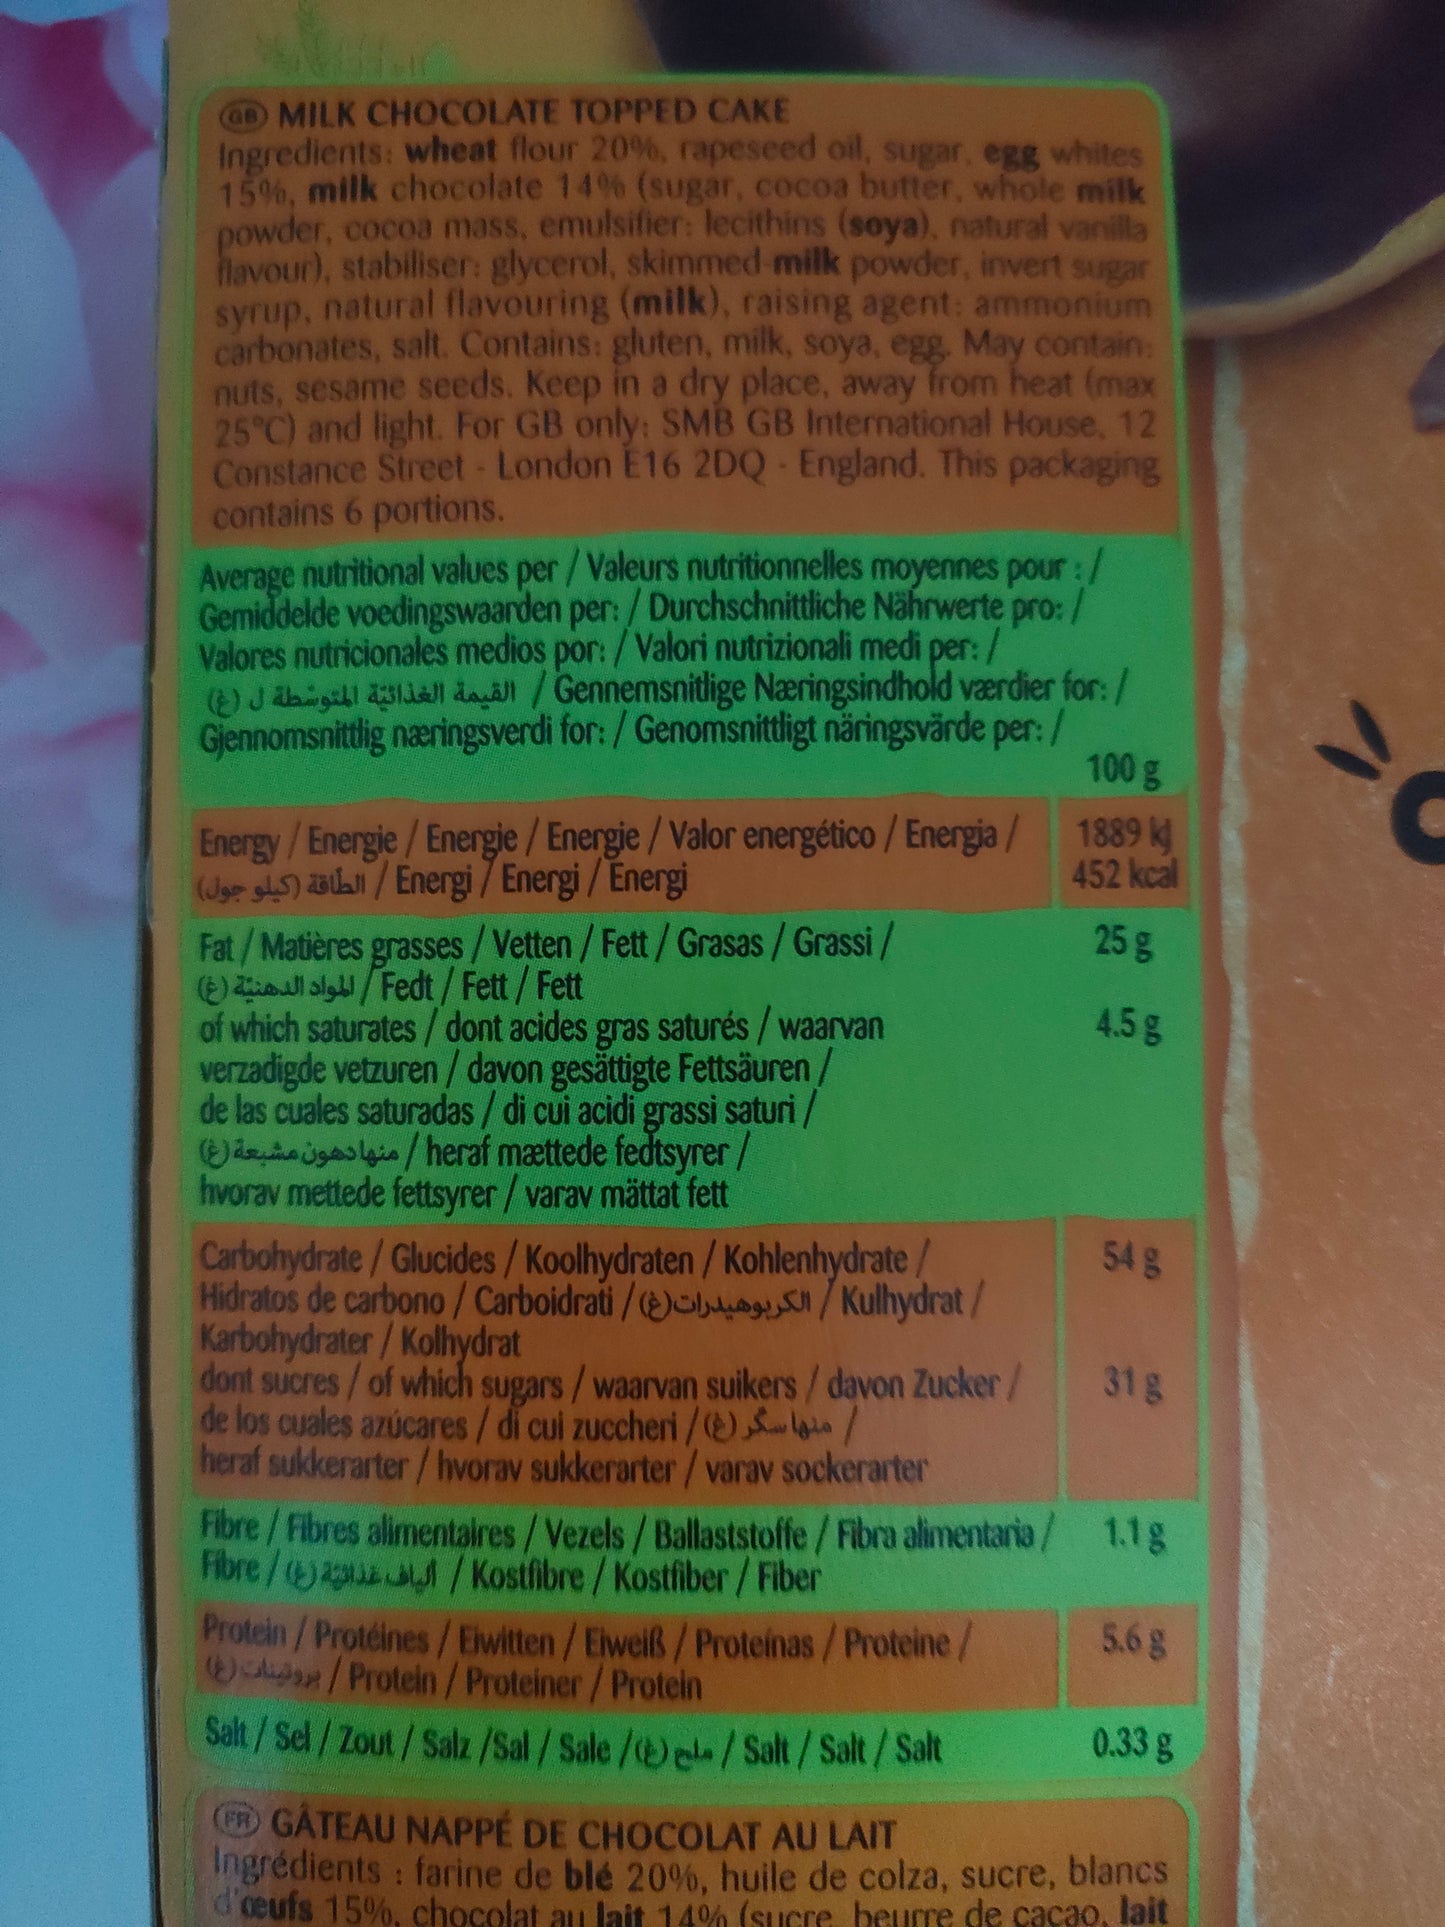 GB MILK CHOCOLATE TOPPED CAKE
Ingredients: wheat flour 20%, rapeseed oil, sugar, egg whites
15%, milk chocolate 14% (sugar, cocoa butter, whole milk
powder, cocoa mass, emulsifier: lecithins (soya), natural vanilla
flavour), stabiliser: glycerol, skimmed milk powder, invert sugar
syrup, natural flavouring (milk), raising agent: ammonium
carbonates, salt. Contains: gluten, milk, soya, egg. May contain:
nuts, sesame seeds. Keep in a dry place, away from heat (max
25°C) and light. For GB only: SMB GB International House, 12
Constance Street - London E16 2DQ - England. This packaging
contains 6 portions.
Average nutritional values per / Valeurs nutritionnelles moyennes pour : /
Gemiddelde voedingswaarden per: / Durchschnittliche Nährwerte pro: /
Valores nutricionales medios por: / Valori nutrizionali medi per: /
القيمة الغذائيّة المتوسّطة ل (غ) / Gennemsnitlige Næringsindhold værdier for: /
Gjennomsnittlig næringsverdi for: / Genomsnittligt näringsvärde per: /
100 g
Energy / Energie / Energie / Energie / Valor energético / Energia / 1889 kJ
الطّاقة (كيلو جول) / Energi / Energi / Energi 452 kcal
Fat / Matières grasses / Vetten / Fett / Grasas / Grassi / 25 g
المواد الدهنيّة (غ) / Fedt / Fett / Fett
of which saturates / dont acides gras saturés / waarvan 4.5 g
verzadigde vetzuren / davon gesättigte Fettsäuren /
de las cuales saturadas / di cui acidi grassi saturi /
منها دهون مشبعة (غ) / heraf mættede fedtsyrer /
hvorav mettede fettsyrer / varav mättat fett
Carbohydrate / Glucides / Koolhydraten / Kohlenhydrate / 54 g
Hidratos de carbono / Carboidrati / الكربوهيدرات (غ) / Kulhydrat /
Karbohydrater / Kolhydrat
dont sucres / of which sugars / waarvan suikers / davon Zucker / 31 g
de los cuales azúcares / di cui zuccheri / منها سكّر (غ) /
heraf sukkerarter / hvorav sukkerarter / varav sockerarter
Fibre / Fibres alimentaires / Vezels / Ballaststoffe / Fibra alimentaria / 1.1 g
Fibre / ألياف غذائيّة (غ) / Kostfibre / Kostfiber / Fiber
Protein / Protéines / Eiwitten / Eiweiß / Proteínas / Proteine / 5.6 g
بروتينات (غ) / Protein / Proteiner / Protein
Salt / Sel / Zout / Salz /Sal / Sale / ملح (غ) / Salt / Salt / Salt 0.33 g
FR GÂTEAU NAPPÉ DE CHOCOLAT AU LAIT
Ingrédients : farine de blé 20%, huile de colza, sucre, blancs
d'œufs 15%, chocolat au lait 14% (sucre, beurre de cacao, lait